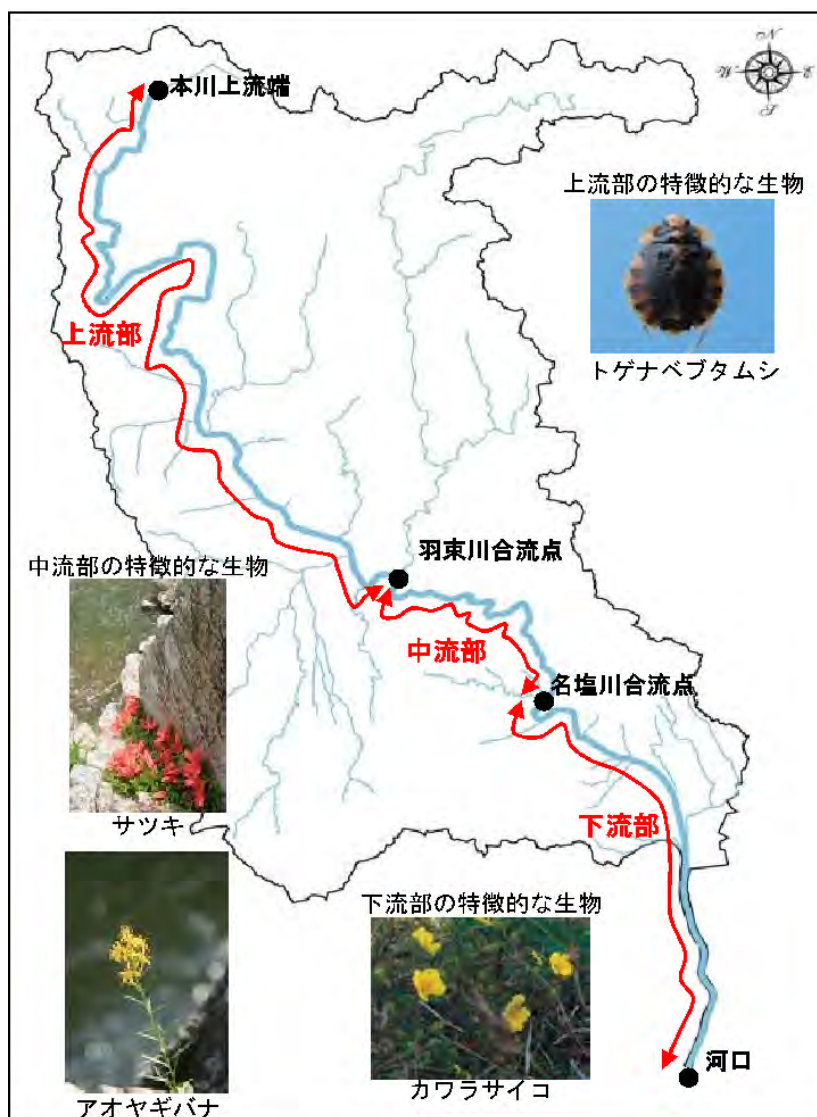 本川上流端
N
W
E
S
上流部の特徴的な生物
トゲナベブタムシ
上流部
羽束川合流点
中流部の特徴的な生物
サツキ
中流部
名塩川合流点
下流部
アオヤギバナ
下流部の特徴的な生物
カワラサイコ
河口